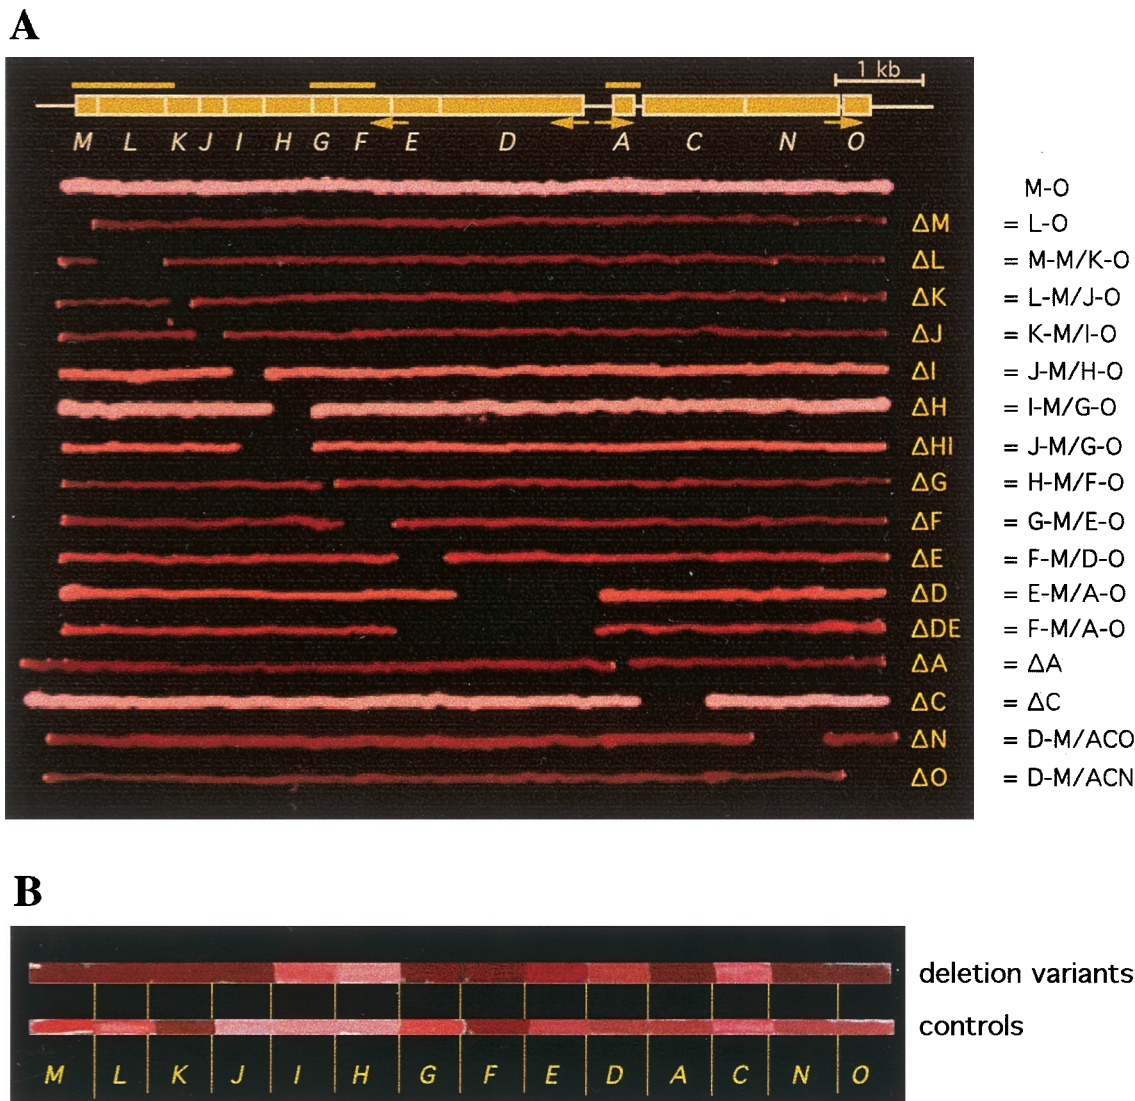 A
1 kb
M L K J I H G F E D A C N O
M-O
ΔM = L-O
ΔL = M-M/K-O
ΔK = L-M/J-O
ΔJ = K-M/I-O
ΔI = J-M/H-O
ΔH = I-M/G-O
ΔHI = J-M/G-O
ΔG = H-M/F-O
ΔF = G-M/E-O
ΔE = F-M/D-O
ΔD = E-M/A-O
ΔDE = F-M/A-O
ΔA = ΔA
ΔC = ΔC
ΔN = D-M/ACO
ΔO = D-M/ACN
B
deletion variants
controls
M L K J I H G F E D A C N O